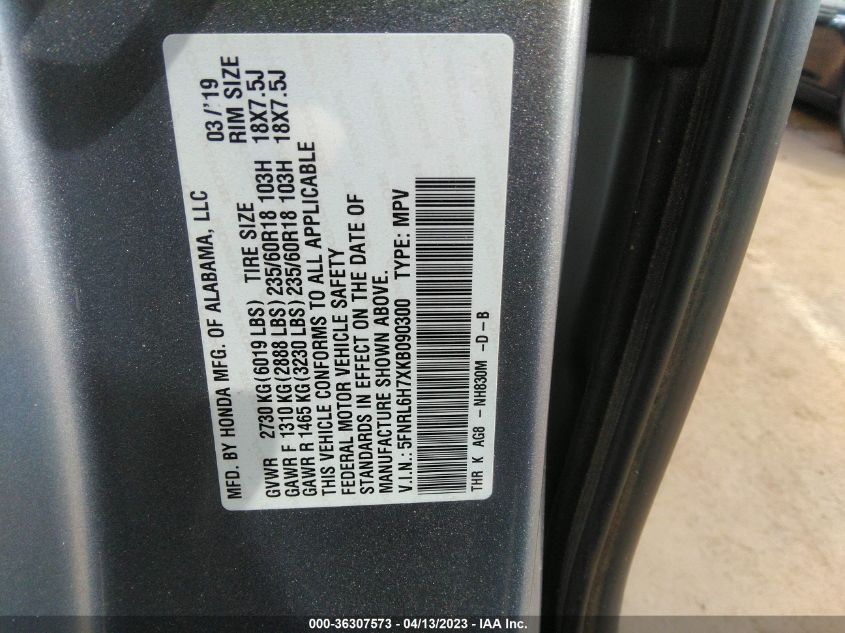 MFD. BY HONDA MFG. OF ALABAMA, LLC 03/'19
GVWR 2730 KG(6019 LBS) TIRE SIZE RIM SIZE
GAWR F 1310 KG(2888 LBS) 235/60R18 103H 18X7.5J
GAWR R 1465 KG(3230 LBS) 235/60R18 103H 18X7.5J
THIS VEHICLE CONFORMS TO ALL APPLICABLE
FEDERAL MOTOR VEHICLE SAFETY
STANDARDS IN EFFECT ON THE DATE OF
MANUFACTURE SHOWN ABOVE.
V.I.N.: 5FNRL6H7XKB090300 TYPE: MPV
THR K AG8 - NH830M -D-B
000-36307573 / 04/13/2023 - IAA Inc.